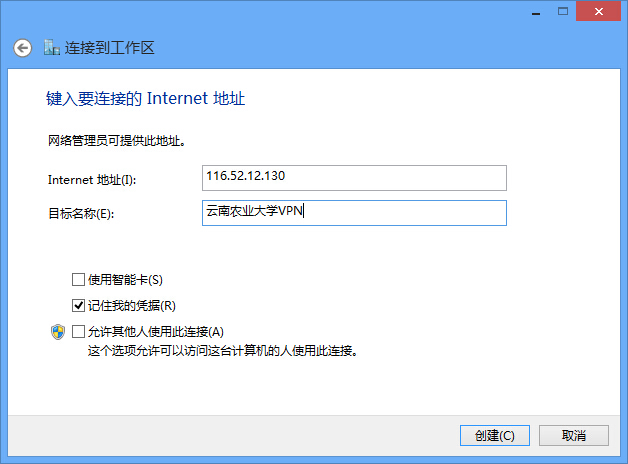 连接到工作区
键入要连接的 Internet 地址
网络管理员可提供此地址。
Internet 地址(I):
116.52.12.130
目标名称(E):
云南农业大学VPN
使用智能卡(S)
记住我的凭据(R)
允许其他人使用此连接(A)
这个选项允许可以访问这台计算机的人使用此连接。
创建(C)
取消